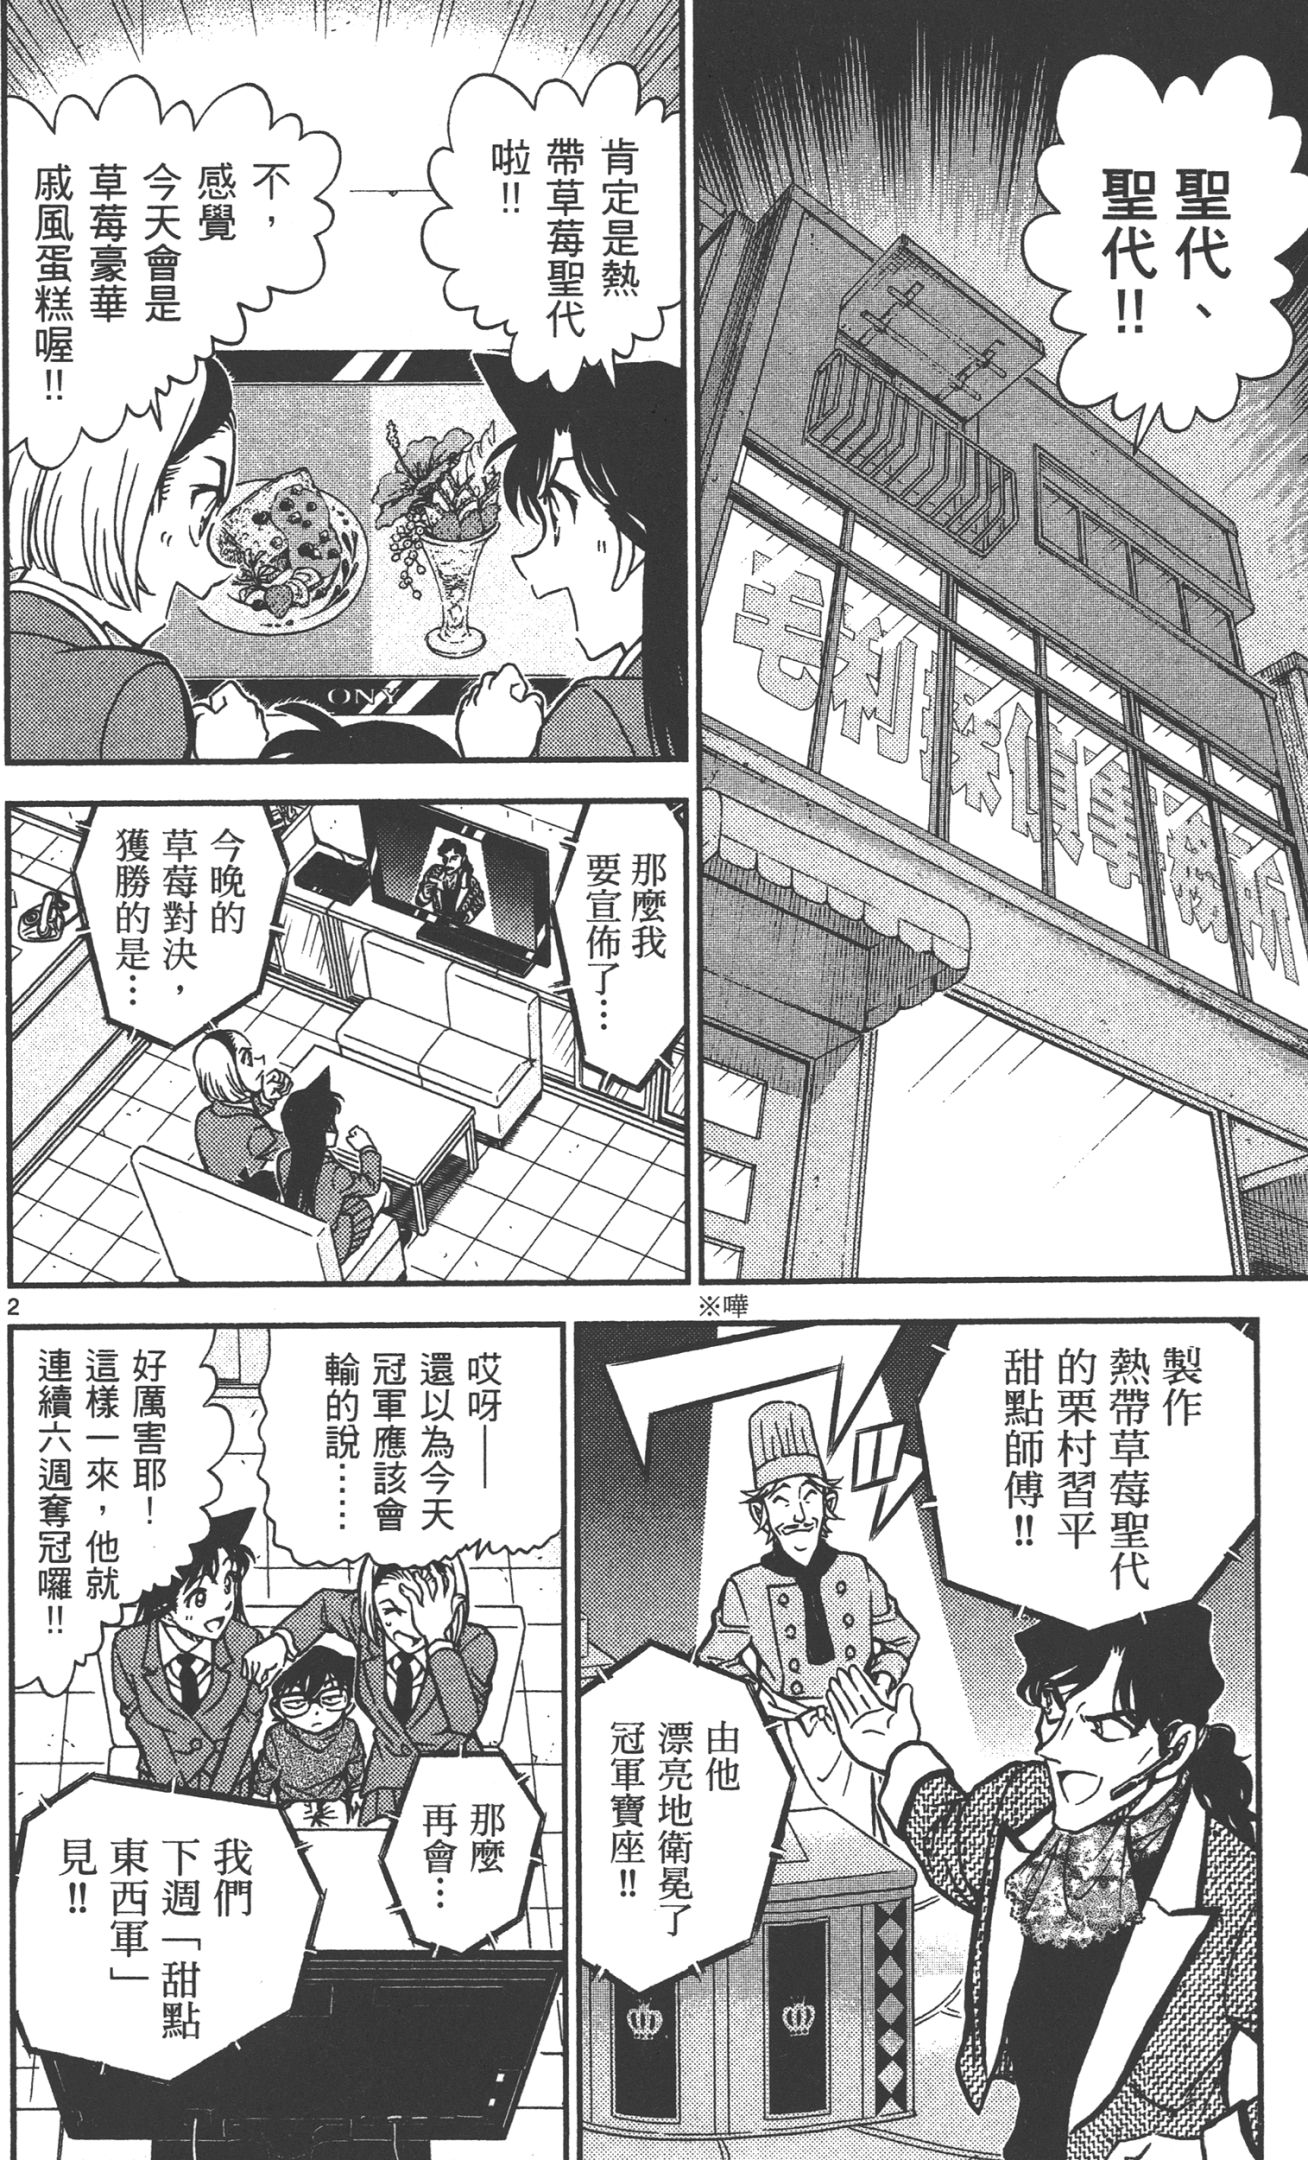 聖代、
聖代!!
毛利探偵事務所
肯定是熱
帶草莓聖代
啦!!
不，
感覺
今天會是
草莓豪華
戚風蛋糕喔!!
ONY
那麼我
要宣佈了…
今晚的
草莓對決，
獲勝的是…
2
※嘩
製作
熱帶草莓聖代
的栗村習平
甜點師傅!!
由他
漂亮地衛冕了
冠軍寶座!!
哎呀——
還以為今天
冠軍應該會
輸的說……
好厲害耶！
這樣一來，他就
連續六週奪冠囉!!
那麼
再會…
我們
下週「甜點
東西軍」
見!!